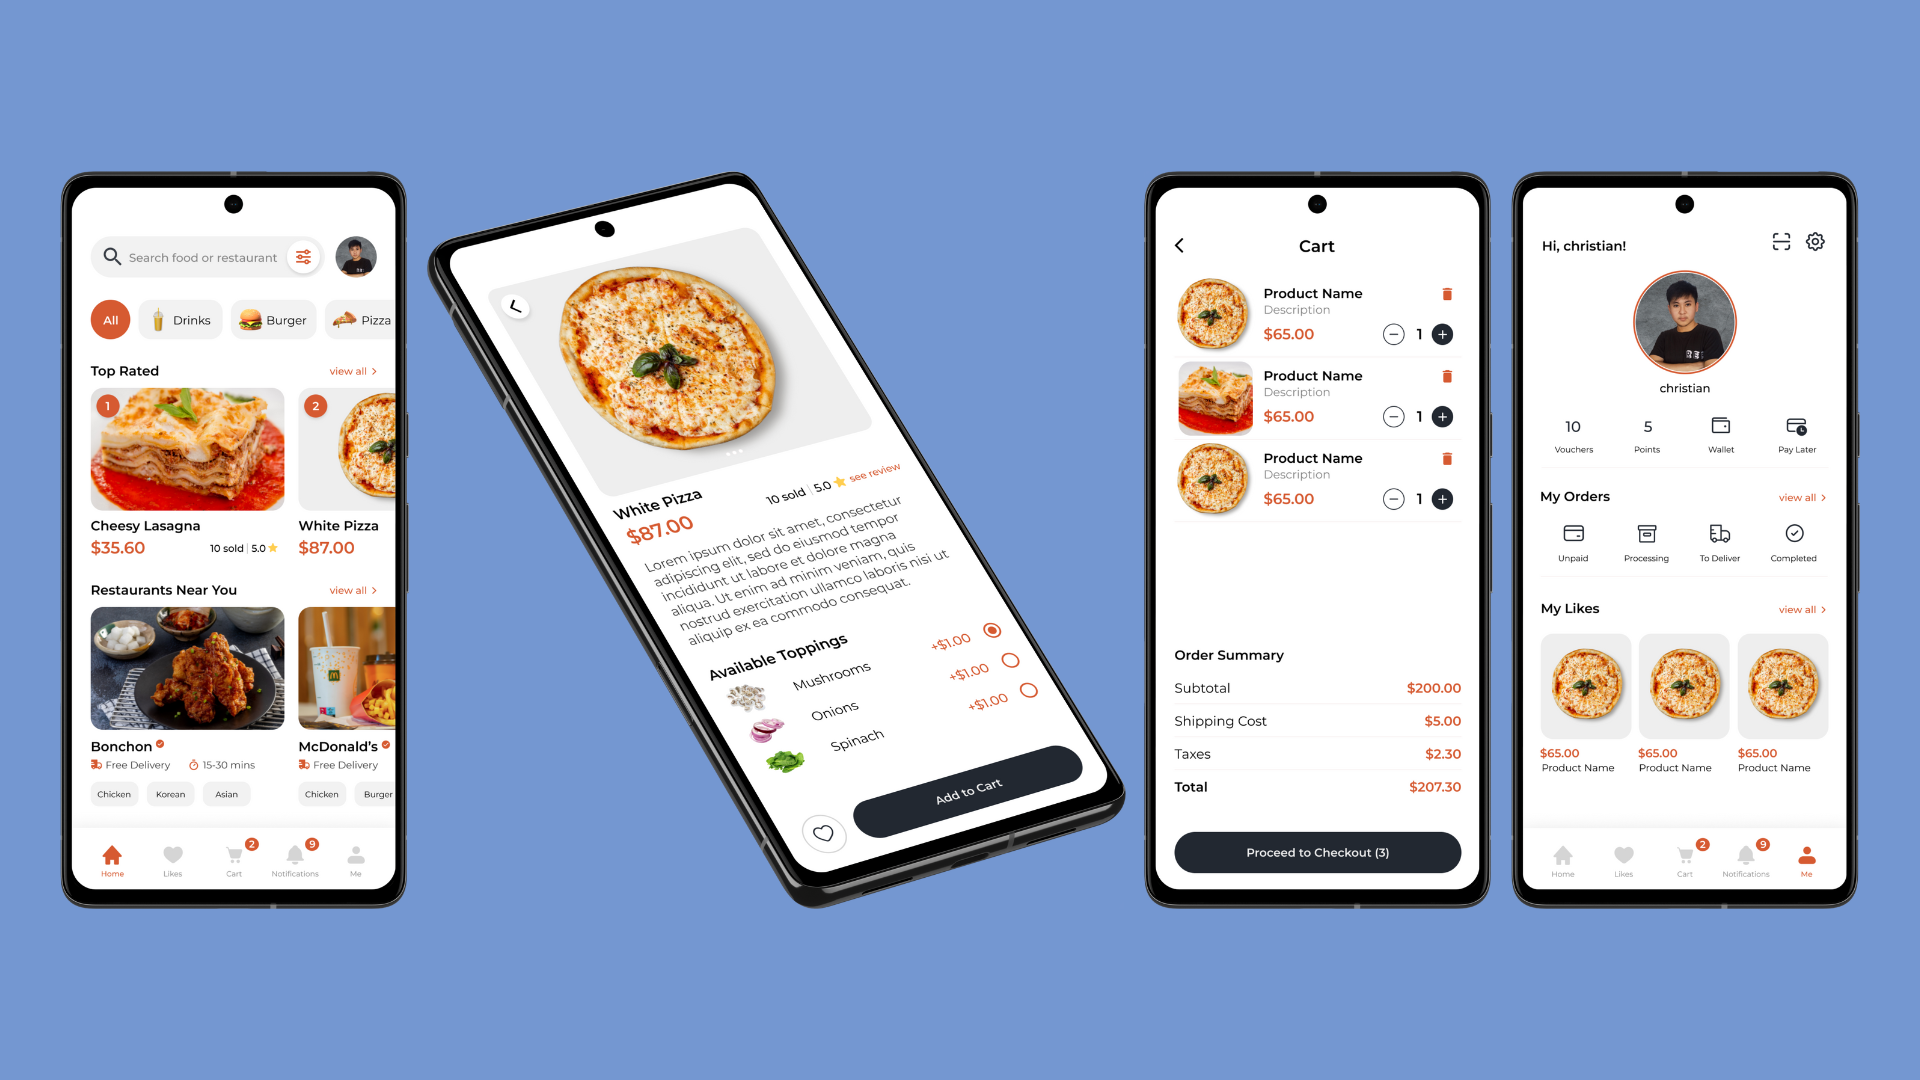 Search food or restaurant
All
Drinks
Burger
Pizza
Top Rated
view all >
1
2
Cheesy Lasagna
White Pizza
$35.60
10 sold | 5.0
$87.00
Restaurants Near You
view all >
Bonchon
McDonald's
Free Delivery
15-30 mins
Free Delivery
Chicken
Korean
Asian
Chicken
Burger
2
9
Home
Likes
Cart
Notifications
Me
White Pizza
10 sold | 5.0
see review
$87.00
Lorem ipsum dolor sit amet, consectetur
adipiscing elit, sed do eiusmod tempor
incididunt ut labore et dolore magna
aliqua. Ut enim ad minim veniam, quis
nostrud exercitation ullamco laboris nisi ut
aliquip ex ea commodo consequat.
Available Toppings
Mushrooms
+$1.00
Onions
+$1.00
Spinach
+$1.00
Add to Cart
Cart
Product Name
Description
$65.00
1
Product Name
Description
$65.00
1
Product Name
Description
$65.00
1
Order Summary
Subtotal
$200.00
Shipping Cost
$5.00
Taxes
$2.30
Total
$207.30
Proceed to Checkout (3)
Hi, christian!
christian
10
5
Vouchers
Points
Wallet
Pay Later
My Orders
view all >
Unpaid
Processing
To Deliver
Completed
My Likes
view all >
$65.00
$65.00
$65.00
Product Name
Product Name
Product Name
2
9
Home
Likes
Cart
Notifications
Me